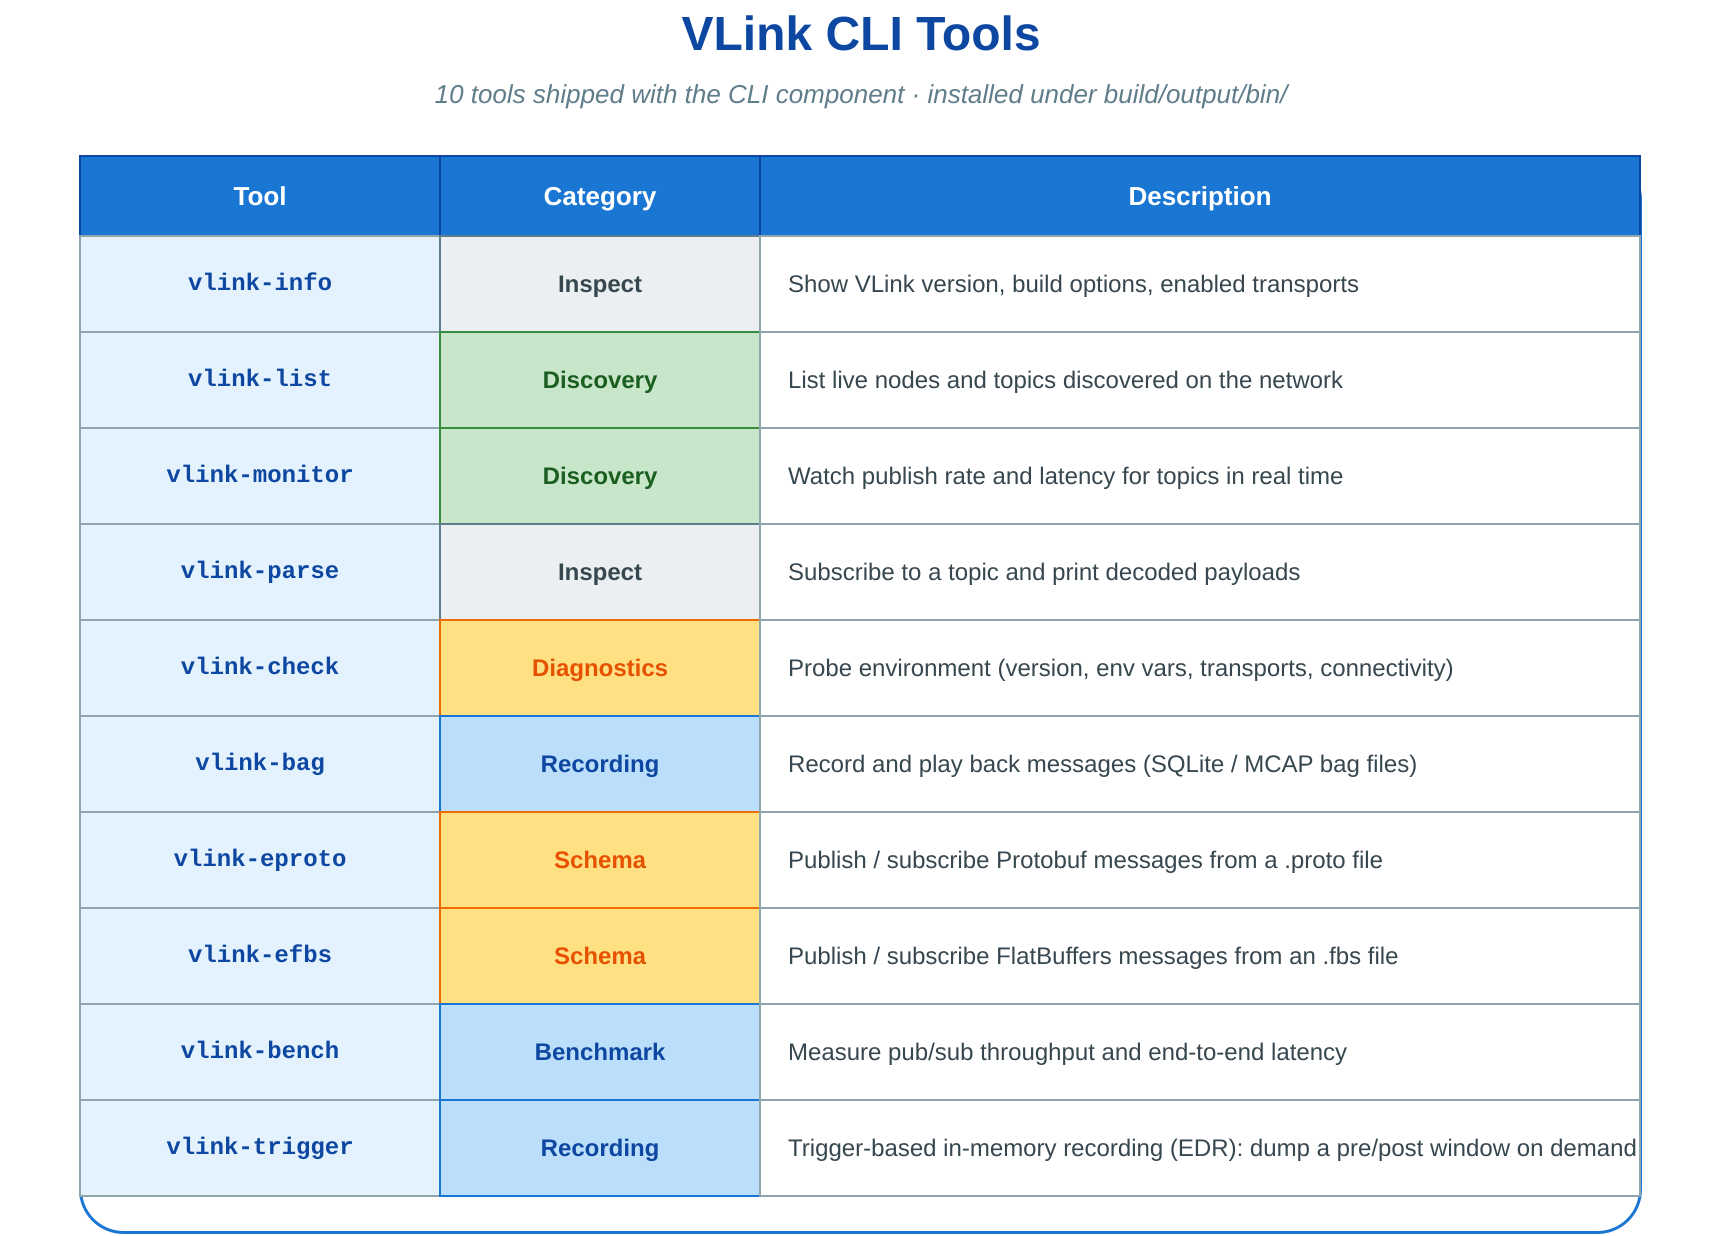 VLink CLI Tools
10 tools shipped with the CLI component · installed under build/output/bin/
Tool Category Description
vlink-info Inspect Show VLink version, build options, enabled transports
vlink-list Discovery List live nodes and topics discovered on the network
vlink-monitor Discovery Watch publish rate and latency for topics in real time
vlink-parse Inspect Subscribe to a topic and print decoded payloads
vlink-check Diagnostics Probe environment (version, env vars, transports, connectivity)
vlink-bag Recording Record and play back messages (SQLite / MCAP bag files)
vlink-eproto Schema Publish / subscribe Protobuf messages from a .proto file
vlink-efbs Schema Publish / subscribe FlatBuffers messages from an .fbs file
vlink-bench Benchmark Measure pub/sub throughput and end-to-end latency
vlink-trigger Recording Trigger-based in-memory recording (EDR): dump a pre/post window on demand